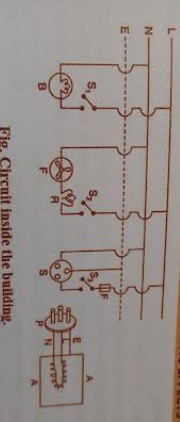 L
N
E
S₁
B
S₂
F
R
S₃
F
S
E
N
P
A
A
Fig. Circuit inside the building.